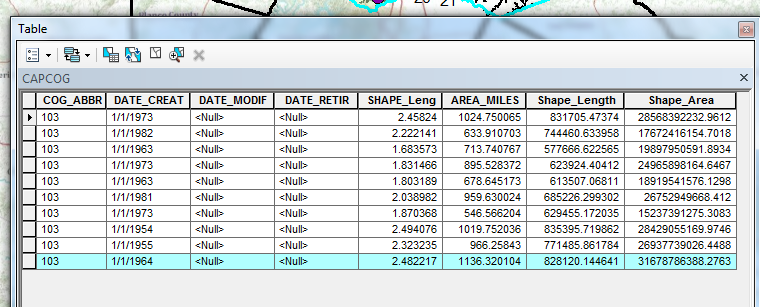 Blanco County
20 21
Table
CAPCOG
COG_ABBR DATE_CREAT DATE_MODIF DATE_RETIR SHAPE_Leng AREA_MILES Shape_Length Shape_Area
103 1/1/1973 <Null> <Null> 2.45824 1024.750065 831705.47374 28568392232.9612
103 1/1/1982 <Null> <Null> 2.222141 633.910703 744460.633958 17672416154.7018
103 1/1/1963 <Null> <Null> 1.683573 713.740767 577666.622565 19897950591.8934
103 1/1/1973 <Null> <Null> 1.831466 895.528372 623924.40412 24965898164.6467
103 1/1/1963 <Null> <Null> 1.803189 678.645173 613507.06811 18919541576.1298
103 1/1/1981 <Null> <Null> 2.038982 959.630024 685226.299302 26752949668.412
103 1/1/1973 <Null> <Null> 1.870368 546.566204 629455.172035 15237391275.3083
103 1/1/1954 <Null> <Null> 2.494076 1019.752036 835395.719862 28429055169.9746
103 1/1/1955 <Null> <Null> 2.323235 966.25843 771485.861784 26937739026.4488
103 1/1/1964 <Null> <Null> 2.482217 1136.320104 828120.144641 31678786388.2763